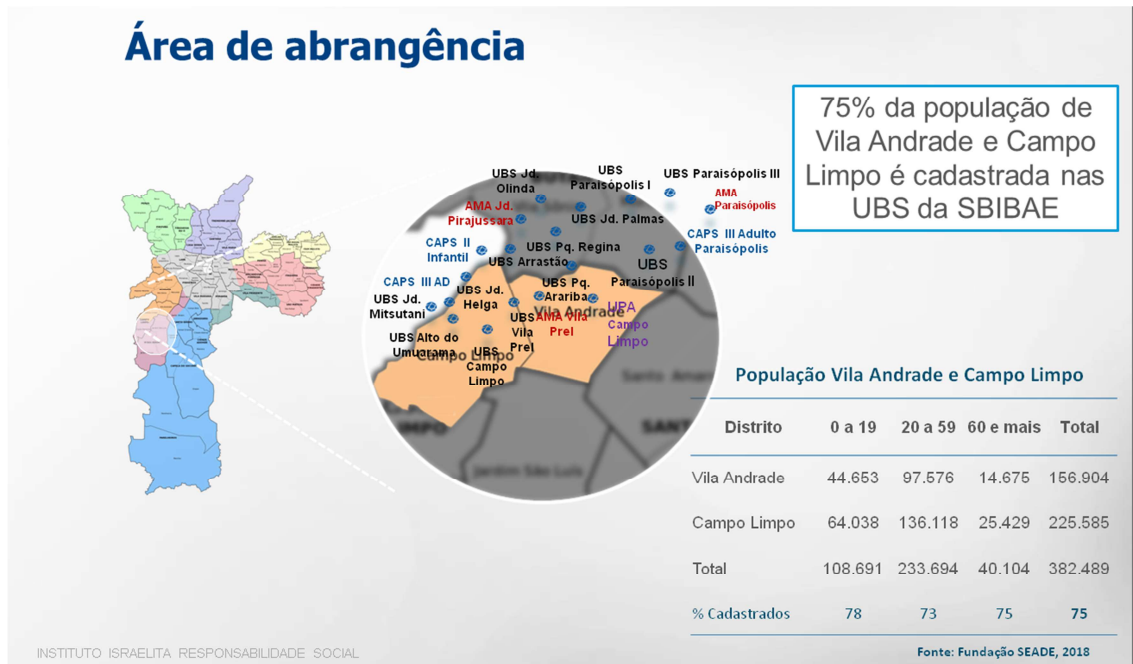 Área de abrangência
75% da população de
Vila Andrade e Campo
Limpo é cadastrada nas
UBS da SBIBAE
UBS Jd.
Olinda
UBS
Paraisópolis I
UBS Paraisópolis III
AMA
Paraisópolis
AMA Jd.
Pirajussara
UBS Jd. Palmas
CAPS III Adulto
Paraisópolis
CAPS II
Infantil
UBS Pq. Regina
UBS Arrastão
UBS
Paraisópolis II
CAPS III AD
UBS Jd.
Helga
UBS Pq.
Arariba
UBS Jd.
Mitsutani
Vila Andrade
UPA
Campo
Limpo
UBS
Vila
Prel
AMA Vila
Prel
UBS Alto do
Umuarama
Campo Limpo
UBS
Campo
Limpo
LIMPO
Santo Amar
SANT
Jardim São Luís
População Vila Andrade e Campo Limpo
Distrito 0 a 19 20 a 59 60 e mais Total
Vila Andrade 44.653 97.576 14.675 156.904
Campo Limpo 64.038 136.118 25.429 225.585
Total 108.691 233.694 40.104 382.489
% Cadastrados 78 73 75 75
INSTITUTO ISRAELITA RESPONSABILIDADE SOCIAL
Fonte: Fundação SEADE, 2018